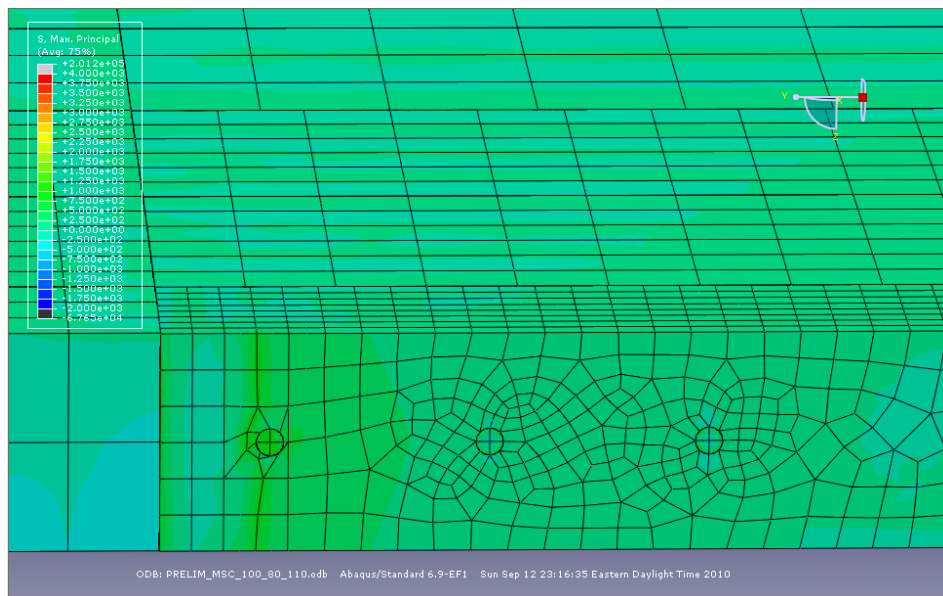 S, Max. Principal
(Avg: 75%)
+2.012e+05
+4.000e+03
+3.750e+03
+3.500e+03
+3.250e+03
+3.000e+03
+2.750e+03
+2.500e+03
+2.250e+03
+2.000e+03
+1.750e+03
+1.500e+03
+1.250e+03
+1.000e+03
+7.500e+02
+5.000e+02
+2.500e+02
+0.000e+00
-2.500e+02
-5.000e+02
-7.500e+02
-1.000e+03
-1.250e+03
-1.500e+03
-1.750e+03
-2.000e+03
-6.765e+04
Y
X
Z
ODB: PRELIM_MSC_100_80_110.odb Abaqus/Standard 6.9-EF1 Sun Sep 12 23:16:35 Eastern Daylight Time 2010